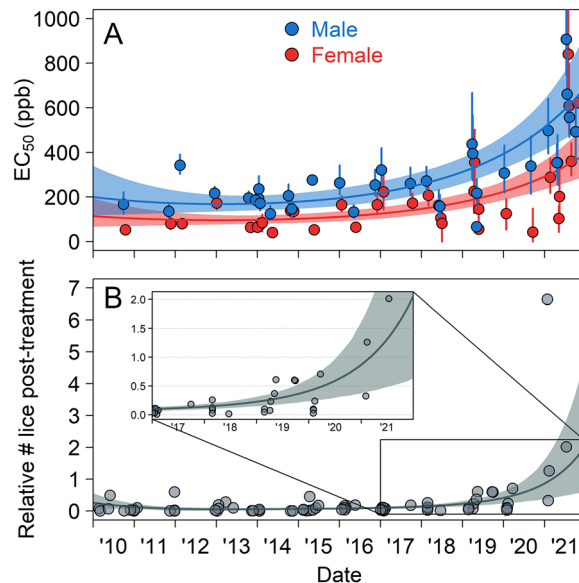 A
Male
Female
EC50 (ppb)
1000
800
600
400
200
0
B
Relative # lice post-treatment
7
6
5
4
3
2
1
0
2.0
1.5
1.0
0.5
0.0
'17 '18 '19 '20 '21
'10 '11 '12 '13 '14 '15 '16 '17 '18 '19 '20 '21
Date